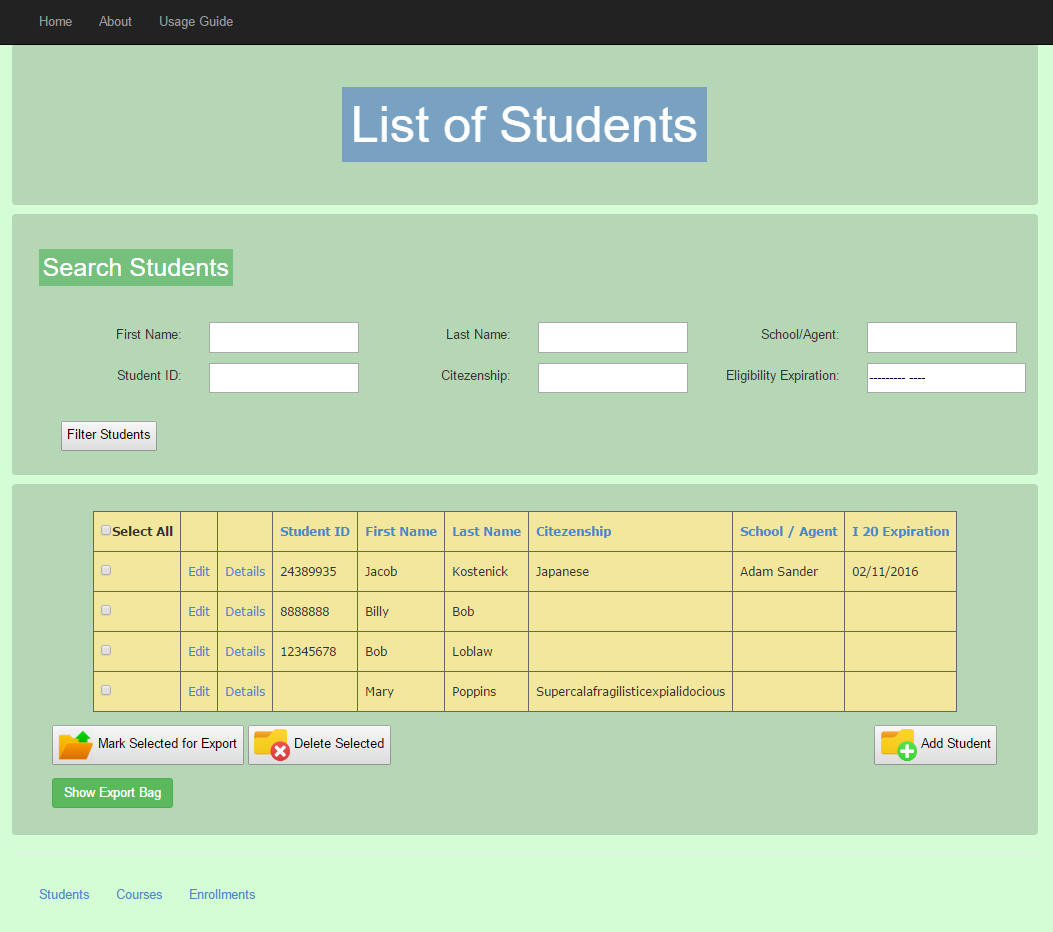 Home About Usage Guide
List of Students
Search Students
First Name: Last Name: School/Agent:
Student ID: Citezenship: Eligibility Expiration: --------- ----
Filter Students
Select All Student ID First Name Last Name Citezenship School / Agent I 20 Expiration
Edit Details 24389935 Jacob Kostenick Japanese Adam Sander 02/11/2016
Edit Details 8888888 Billy Bob
Edit Details 12345678 Bob Loblaw
Edit Details Mary Poppins Supercalafragilisticexpialidocious
Mark Selected for Export Delete Selected Add Student
Show Export Bag
Students Courses Enrollments